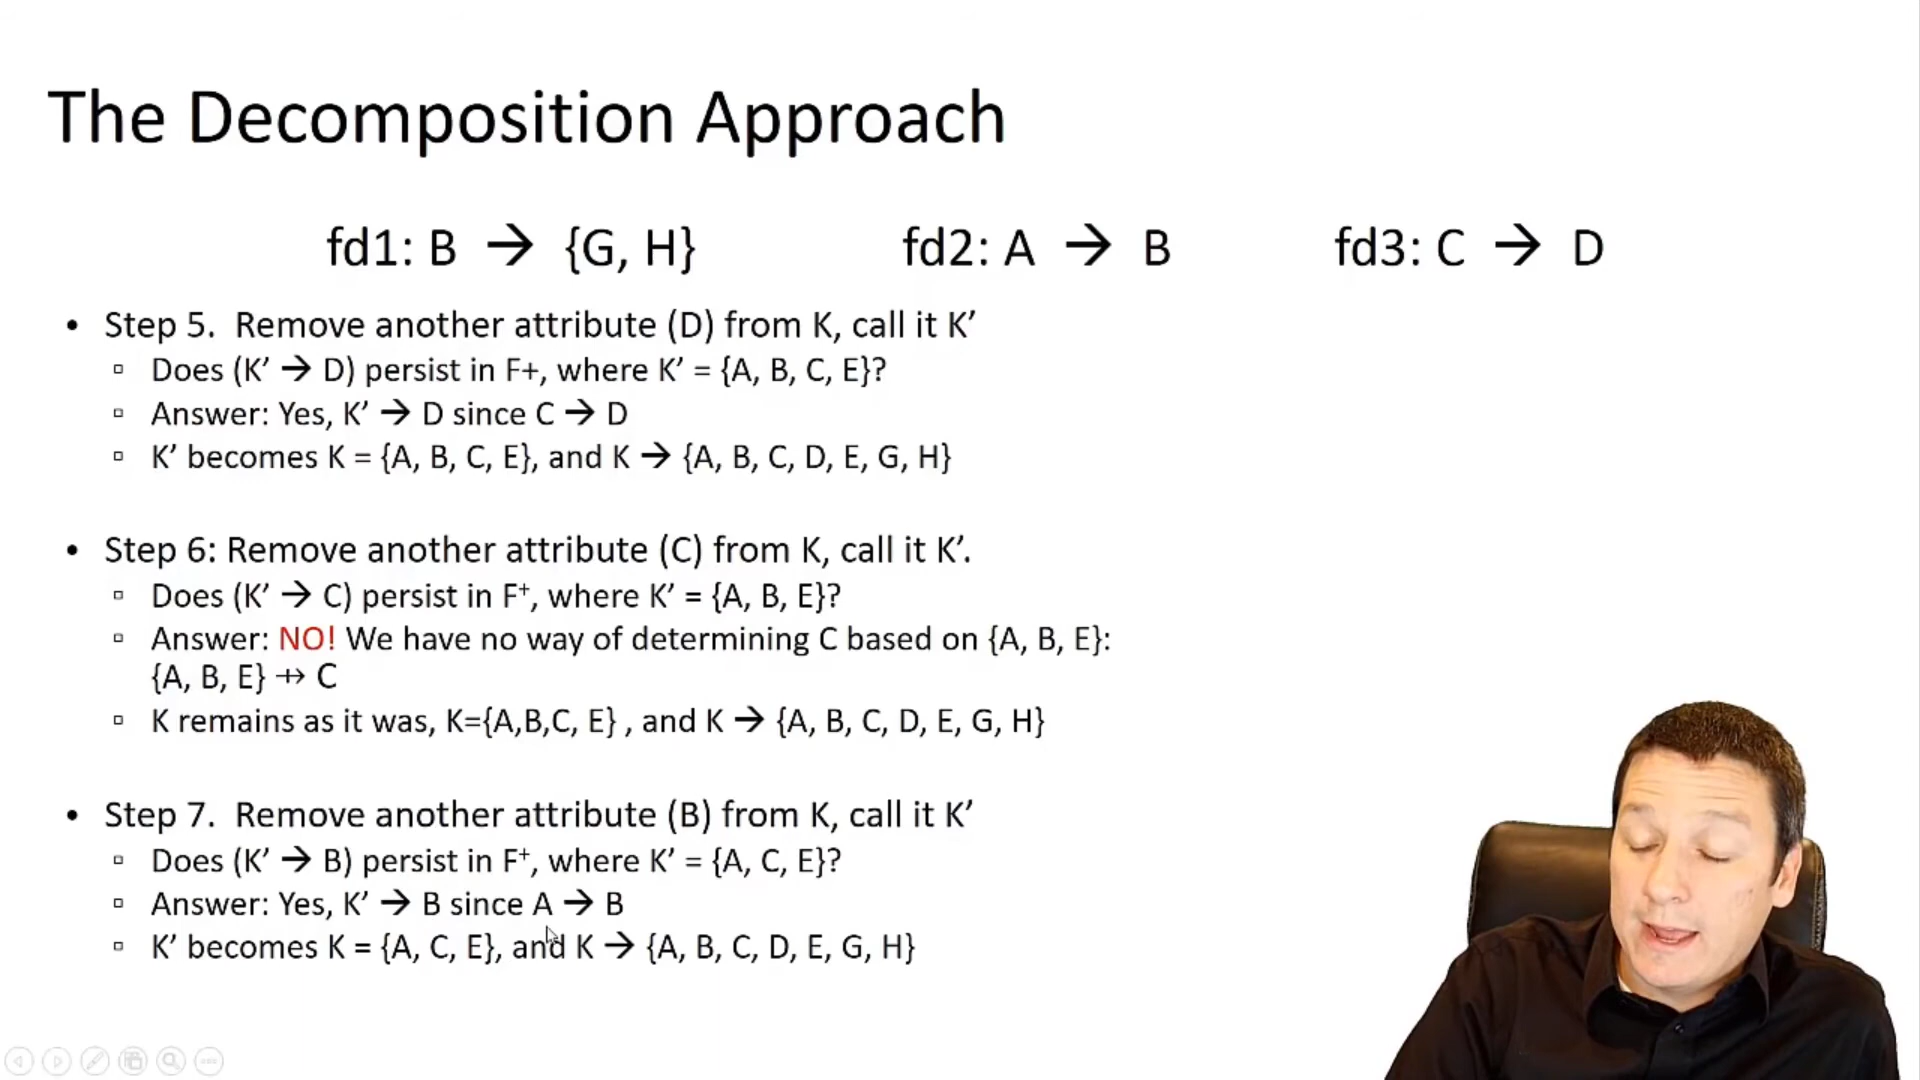 The Decomposition Approach
fd1: B → {G, H} fd2: A → B fd3: C → D
• Step 5. Remove another attribute (D) from K, call it K’
▫ Does (K’ → D) persist in F+, where K’ = {A, B, C, E}?
▫ Answer: Yes, K’ → D since C → D
▫ K’ becomes K = {A, B, C, E}, and K → {A, B, C, D, E, G, H}
• Step 6: Remove another attribute (C) from K, call it K’.
▫ Does (K’ → C) persist in F⁺, where K’ = {A, B, E}?
▫ Answer: NO! We have no way of determining C based on {A, B, E}:
{A, B, E} ⇸ C
▫ K remains as it was, K={A,B,C, E} , and K → {A, B, C, D, E, G, H}
• Step 7. Remove another attribute (B) from K, call it K’
▫ Does (K’ → B) persist in F⁺, where K’ = {A, C, E}?
▫ Answer: Yes, K’ → B since A → B
▫ K’ becomes K = {A, C, E}, and K → {A, B, C, D, E, G, H}